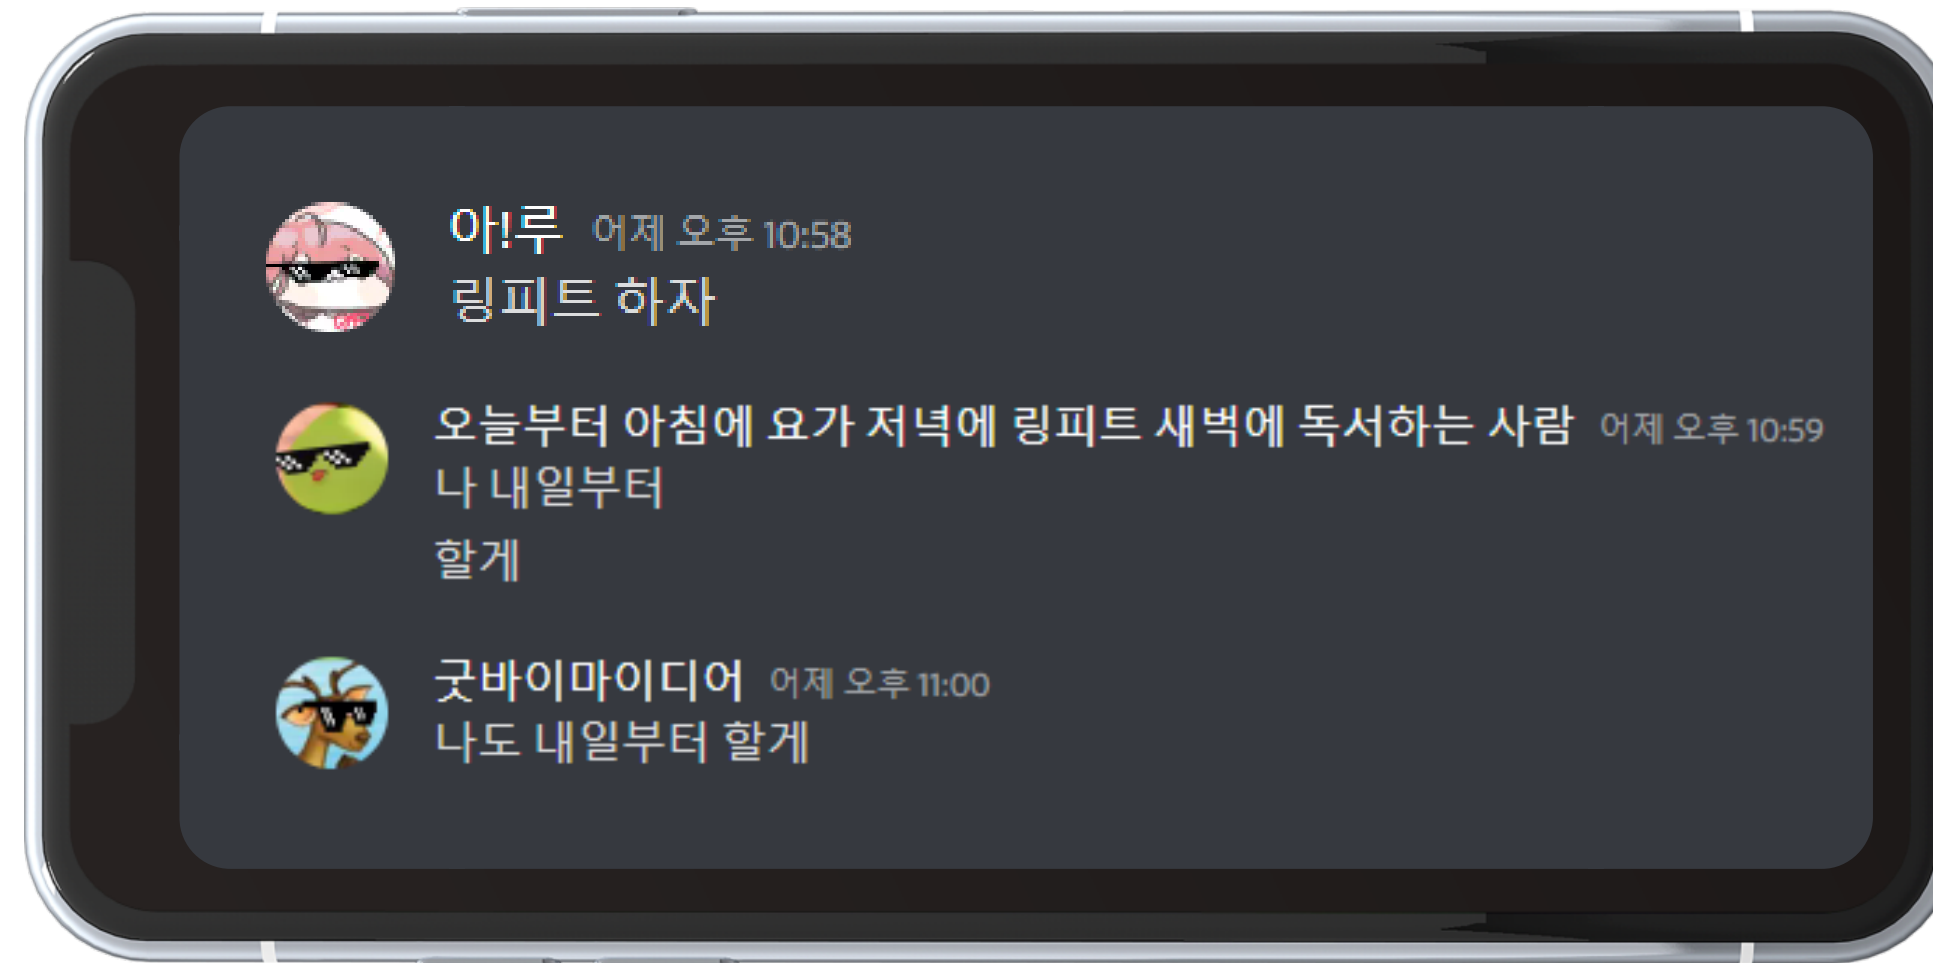 아!루 어제 오후 10:58
링피트 하자
오늘부터 아침에 요가 저녁에 링피트 새벽에 독서하는 사람 어제 오후 10:59
나 내일부터
할게
굿바이마이디어 어제 오후 11:00
나도 내일부터 할게